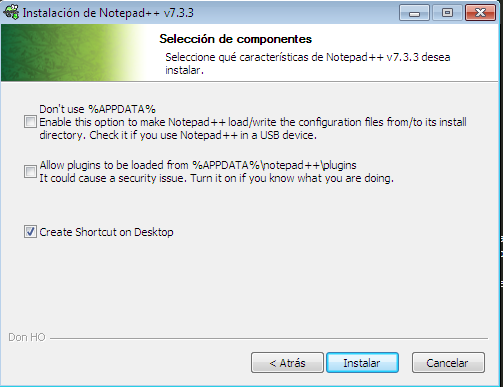 Instalación de Notepad++ v7.3.3
Selección de componentes
Seleccione qué características de Notepad++ v7.3.3 desea
instalar.
Don't use %APPDATA%
Enable this option to make Notepad++ load/write the configuration files from/to its install
directory. Check it if you use Notepad++ in a USB device.
Allow plugins to be loaded from %APPDATA%\notepad++\plugins
It could cause a security issue. Turn it on if you know what you are doing.
Create Shortcut on Desktop
Don HO
< Atrás
Instalar
Cancelar